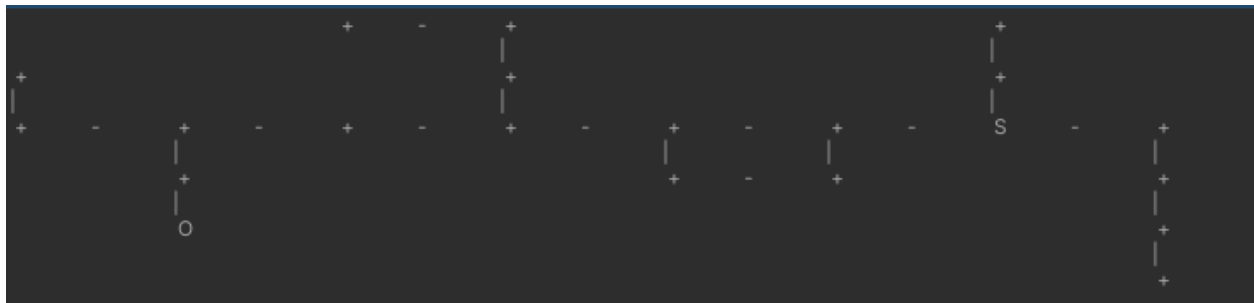 + - + +
| |
+ + +
| | |
+ - + - + - + - + - + - S - +
| | | |
+ + - + +
| |
O +
|
+